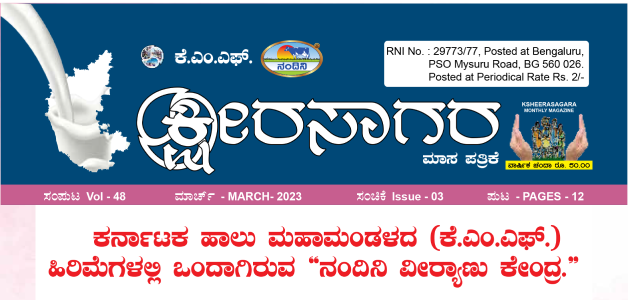 ಕೆ.ಎಂ.ಎಫ್.
ನಂದಿನಿ
RNI No. : 29773/77, Posted at Bengaluru,
PSO Mysuru Road, BG 560 026.
Posted at Periodical Rate Rs. 2/-
ಕ್ಷೀರಸಾಗರ
ಮಾಸ ಪತ್ರಿಕೆ
KSHEERASAGARA
MONTHLY MAGAZINE
ವಾರ್ಷಿಕ ಚಂದಾ ರೂ. 50.00
ಸಂಪುಟ Vol - 48 ಮಾರ್ಚ್ - MARCH- 2023 ಸಂಚಿಕೆ Issue - 03 ಪುಟ - PAGES - 12
ಕರ್ನಾಟಕ ಹಾಲು ಮಹಾಮಂಡಳದ (ಕೆ.ಎಂ.ಎಫ್.)
ಹಿರಿಮೆಗಳಲ್ಲಿ ಒಂದಾಗಿರುವ “ನಂದಿನಿ ವೀರ‍್ಯಾಣು ಕೇಂದ್ರ.”